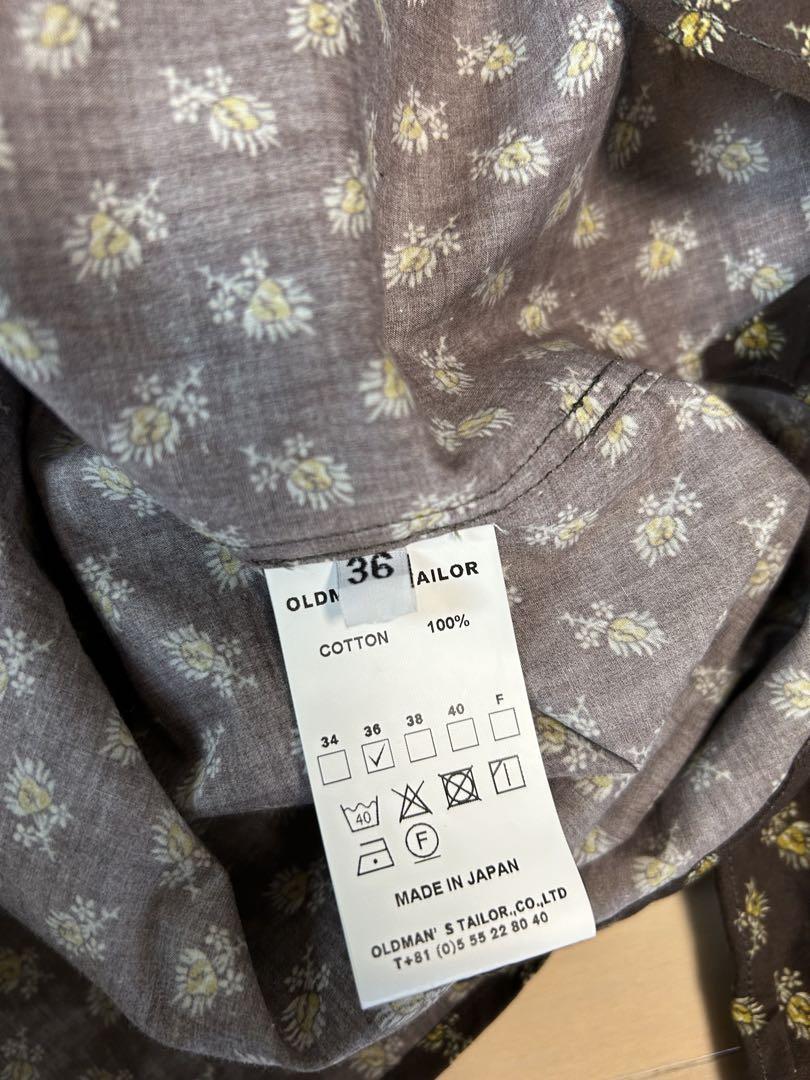 36
OLDM AILOR
COTTON 100%
34 36 38 40 F
40
F
MADE IN JAPAN
OLDMAN' S TAILOR.,CO.,LTD
T+81 (0)5 55 22 80 40